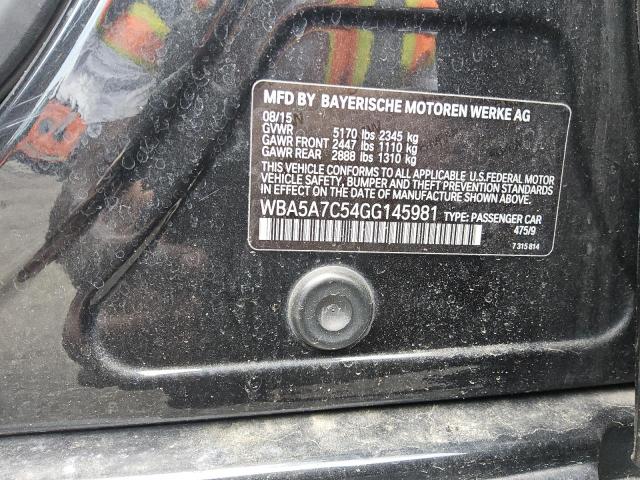 MFD BY BAYERISCHE MOTOREN WERKE AG
08/15
GVWR 5170 lbs 2345 kg
GAWR FRONT 2447 lbs 1110 kg
GAWR REAR 2888 lbs 1310 kg
THIS VEHICLE CONFORMS TO ALL APPLICABLE U.S.FEDERAL MOTOR
VEHICLE SAFETY, BUMPER AND THEFT PREVENTION STANDARDS
IN EFFECT ON THE DATE OF MANUFACTURE SHOWN ABOVE.
WBA5A7C54GG145981 TYPE: PASSENGER CAR
475/9
7 315 814